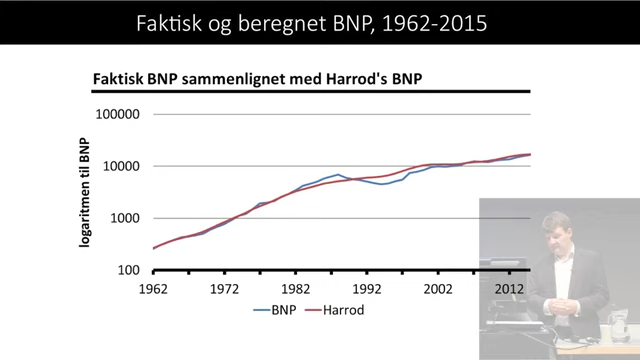 Faktisk og beregnet BNP, 1962-2015
Faktisk BNP sammenlignet med Harrod's BNP
logaritmen til BNP
100000
10000
1000
100
1962 1972 1982 1992 2002 2012
BNP Harrod